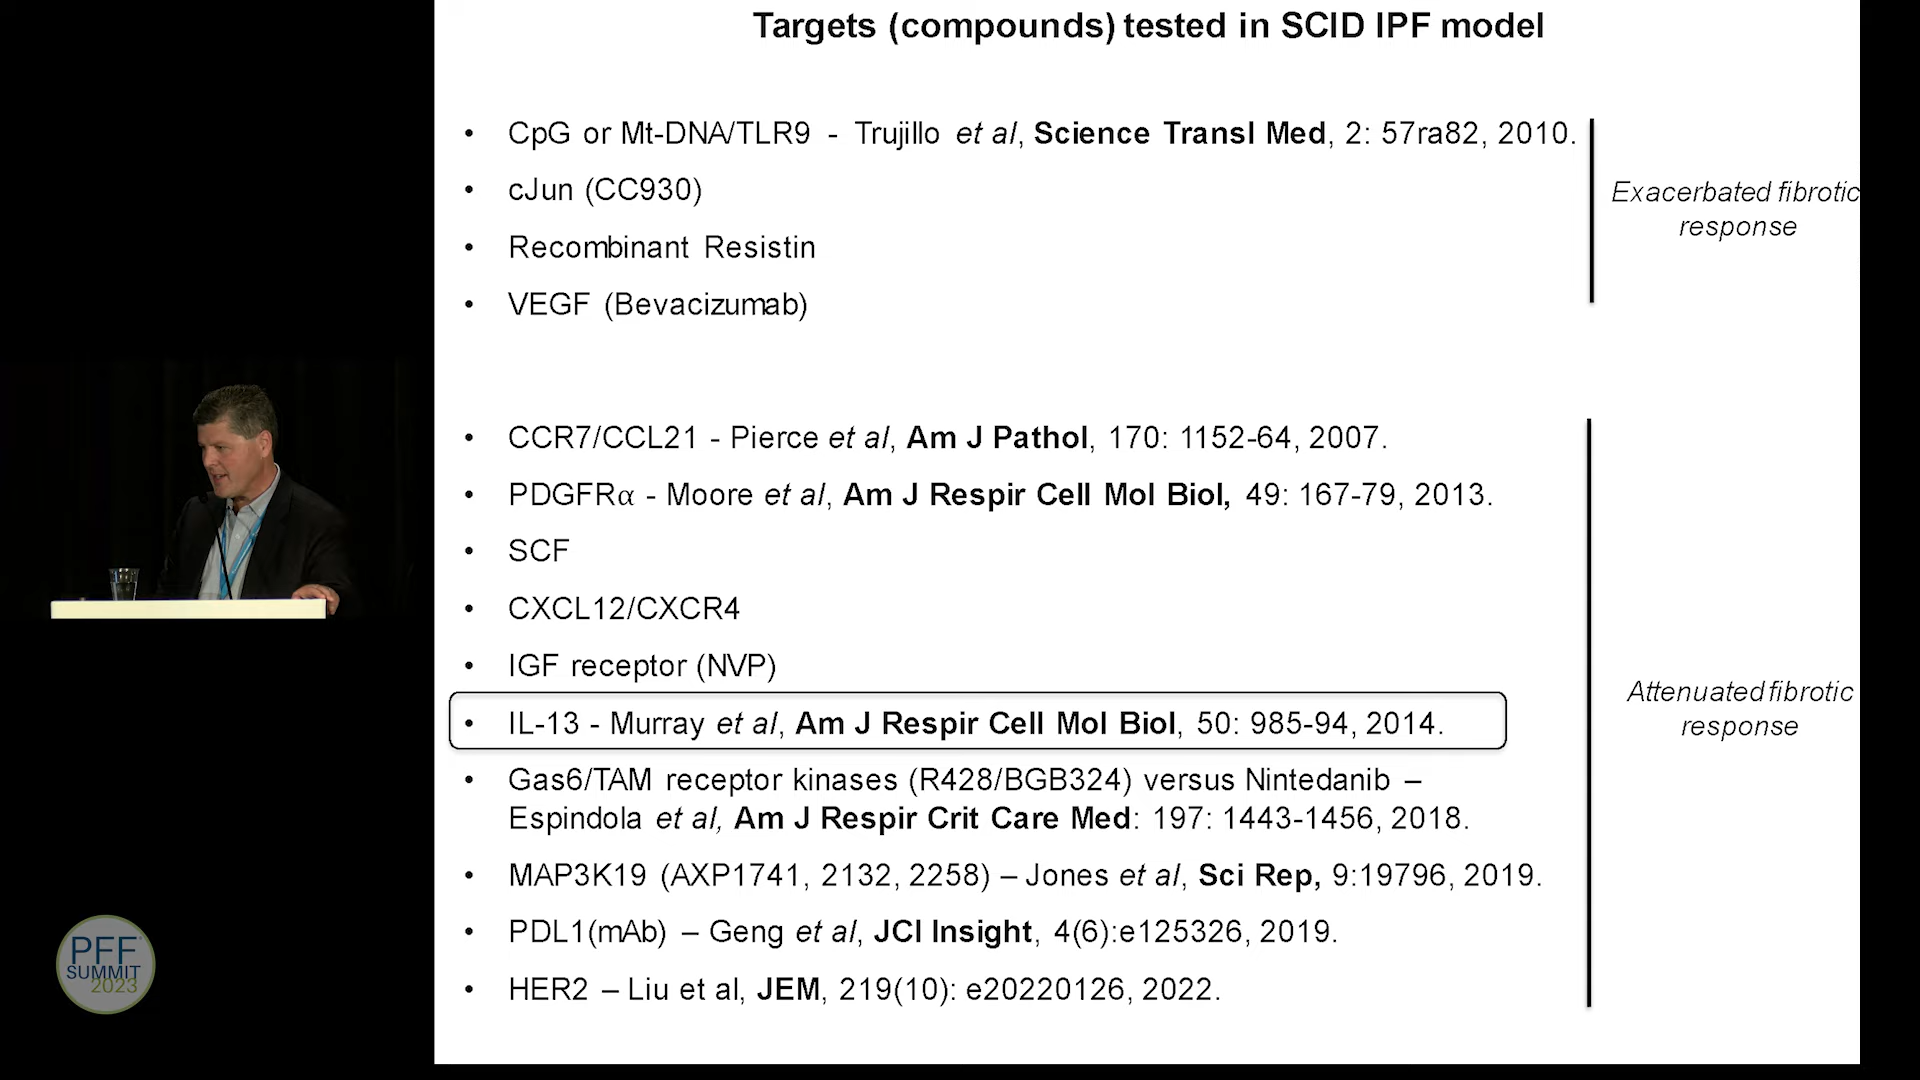 Targets (compounds) tested in SCID IPF model
• CpG or Mt-DNA/TLR9 - Trujillo et al, Science Transl Med, 2: 57ra82, 2010.
• cJun (CC930)
• Recombinant Resistin
• VEGF (Bevacizumab)
Exacerbated fibrotic
response
• CCR7/CCL21 - Pierce et al, Am J Pathol, 170: 1152-64, 2007.
• PDGFRα - Moore et al, Am J Respir Cell Mol Biol, 49: 167-79, 2013.
• SCF
• CXCL12/CXCR4
• IGF receptor (NVP)
• IL-13 - Murray et al, Am J Respir Cell Mol Biol, 50: 985-94, 2014.
• Gas6/TAM receptor kinases (R428/BGB324) versus Nintedanib –
Espindola et al, Am J Respir Crit Care Med: 197: 1443-1456, 2018.
• MAP3K19 (AXP1741, 2132, 2258) – Jones et al, Sci Rep, 9:19796, 2019.
• PDL1(mAb) – Geng et al, JCI Insight, 4(6):e125326, 2019.
• HER2 – Liu et al, JEM, 219(10): e20220126, 2022.
Attenuated fibrotic
response
PFF
SUMMIT
2023